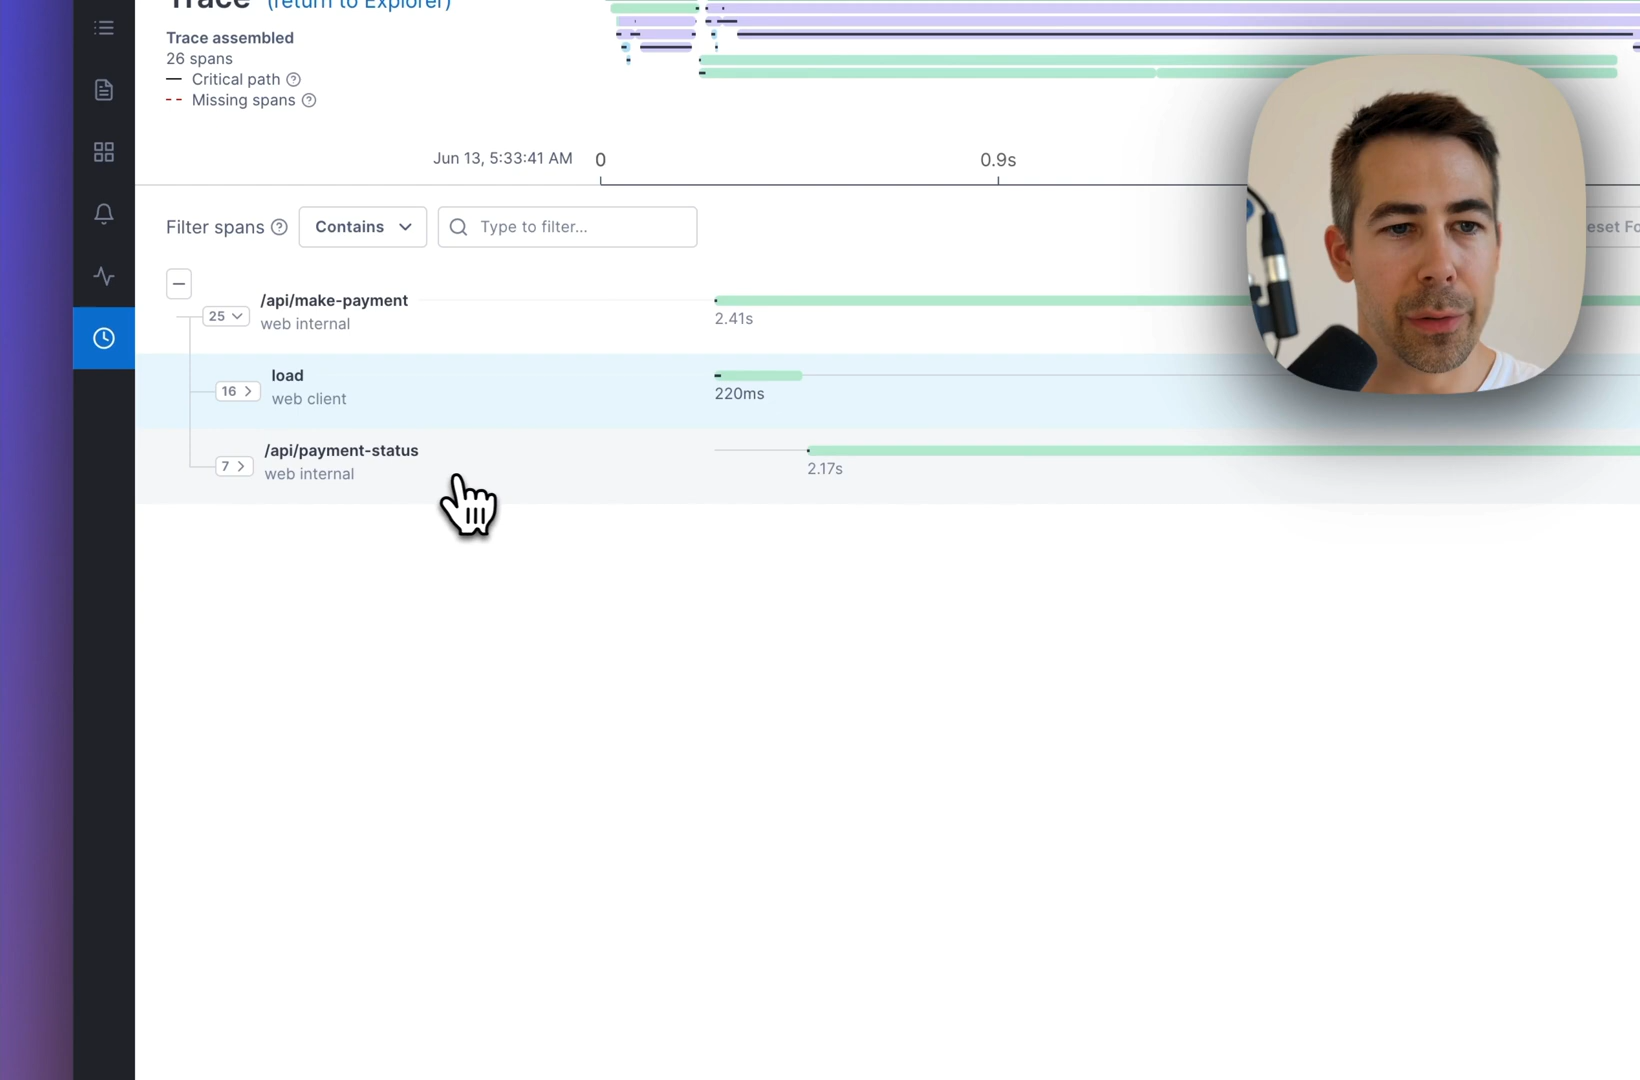 Trace (return to Explorer)
Trace assembled
26 spans
Critical path
Missing spans
Jun 13, 5:33:41 AM 0 0.9s
Filter spans Contains Type to filter... eset Fo
/api/make-payment
25
web internal
2.41s
load
16
web client
220ms
/api/payment-status
7
web internal
2.17s